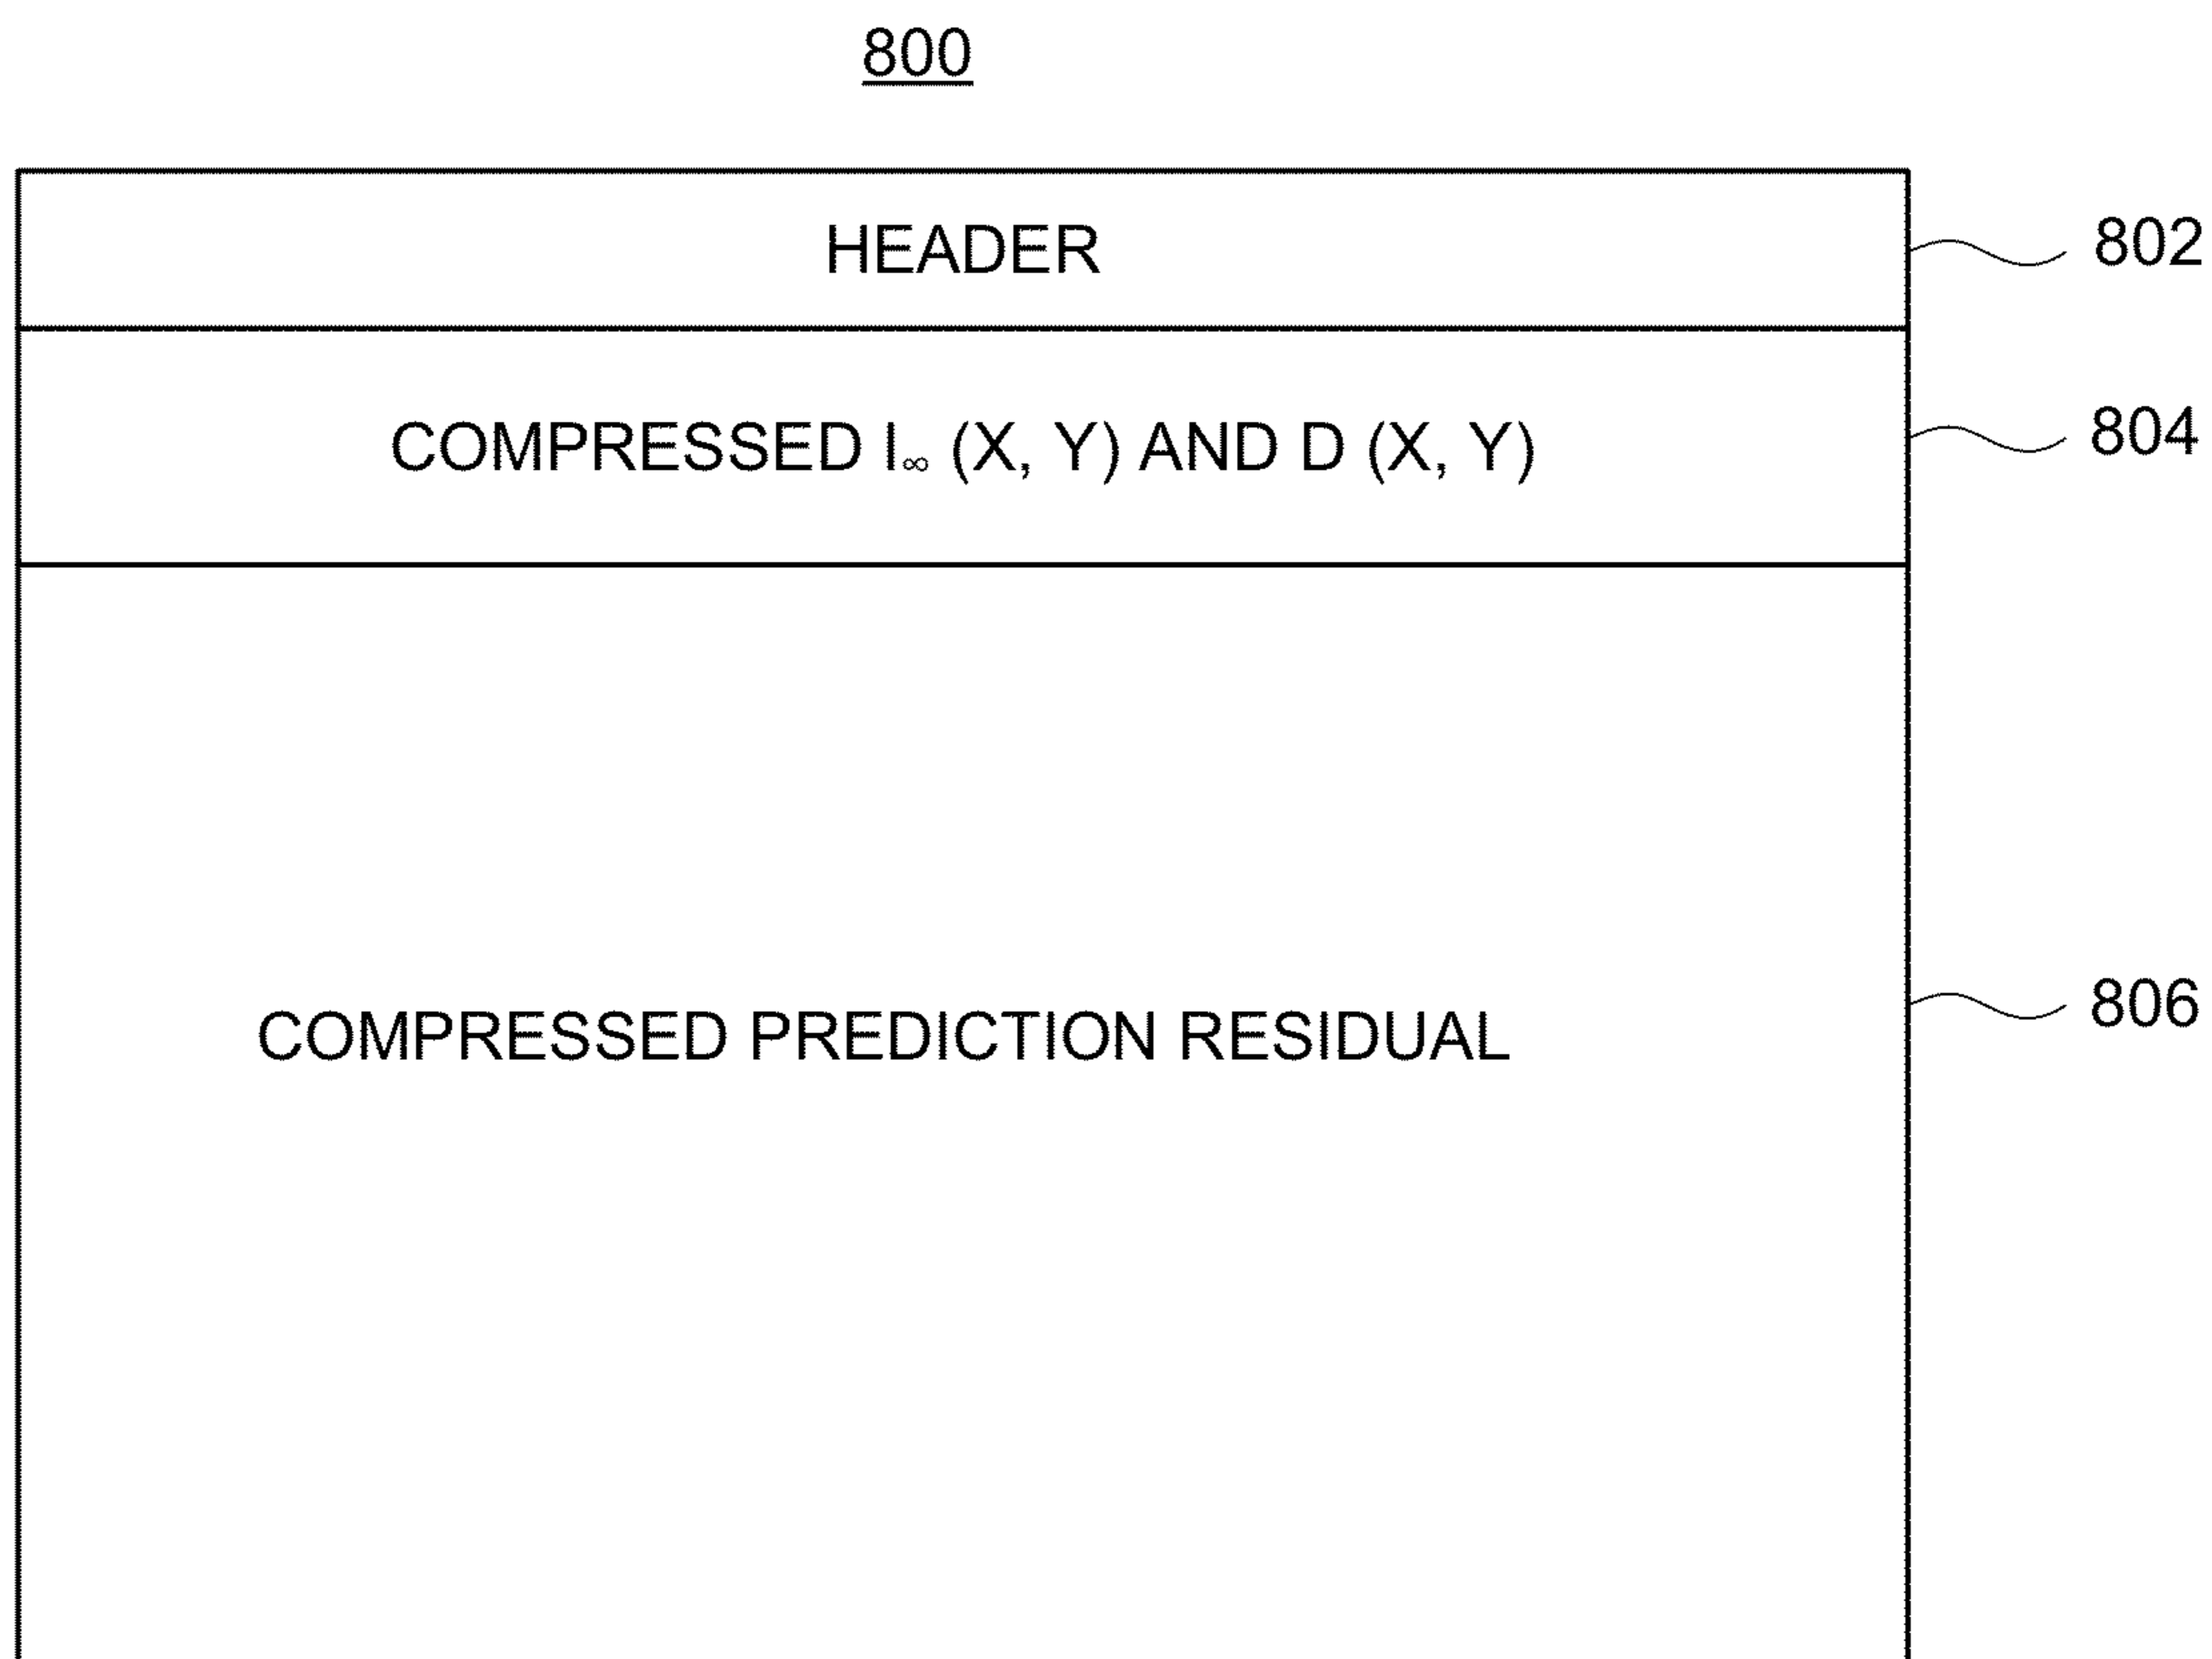 800
HEADER
802
COMPRESSED I∞ (X, Y) AND D (X, Y)
804
COMPRESSED PREDICTION RESIDUAL
806